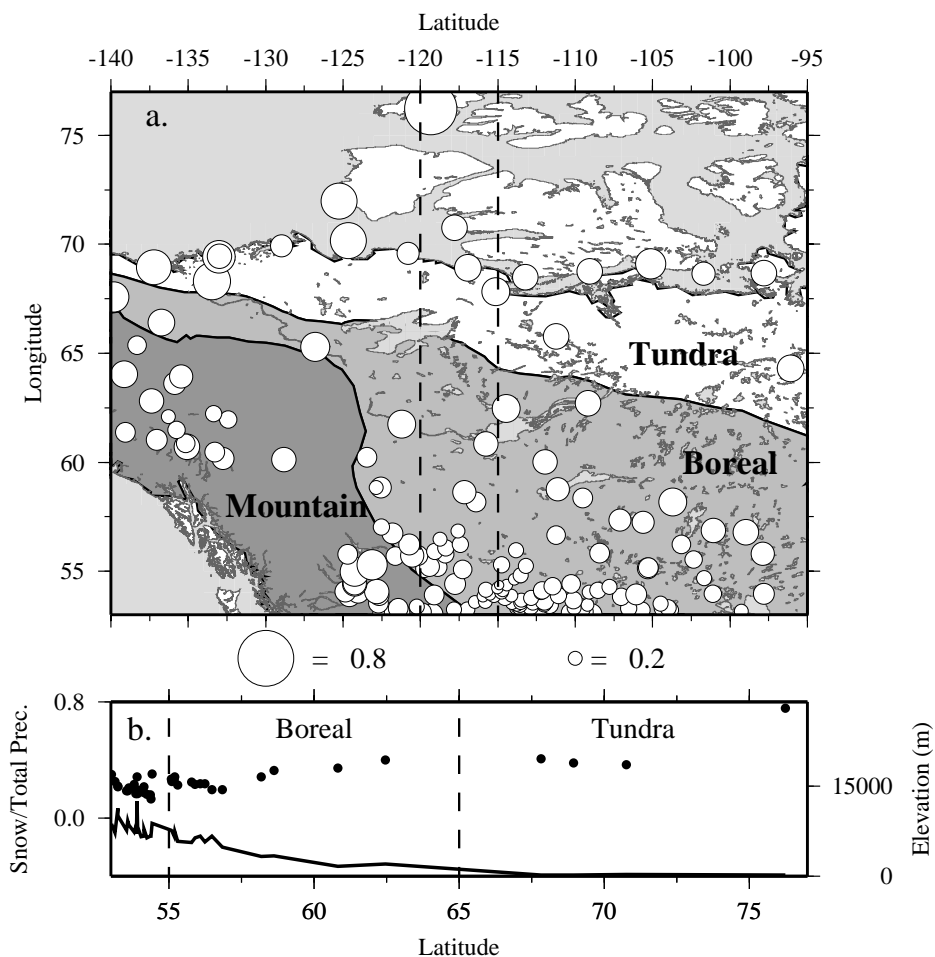 Latitude
-140 -135 -130 -125 -120 -115 -110 -105 -100 -95
a.
75
70
65
60
55
Longitude
Tundra
Boreal
Mountain
= 0.8
= 0.2
b.
Boreal
Tundra
0.8
0.0
Snow/Total Prec.
15000
0
Elevation (m)
55 60 65 70 75
Latitude